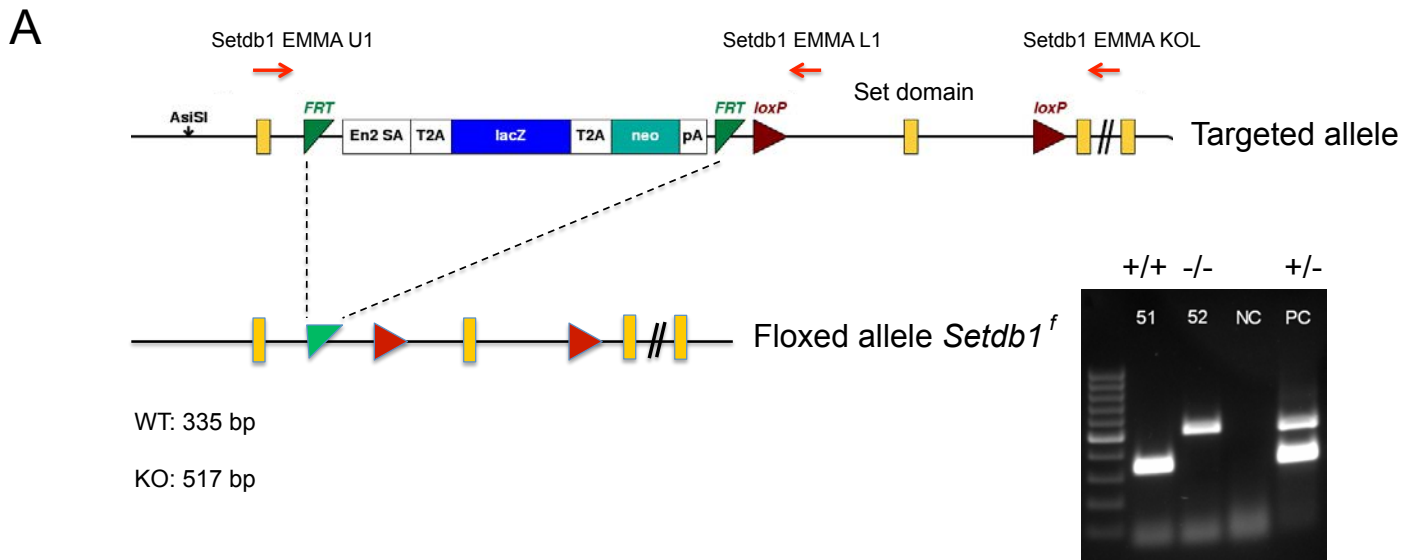 A
Setdb1 EMMA U1
Setdb1 EMMA L1
Setdb1 EMMA KOL
AsiSI
FRT
FRT
loxP
Set domain
loxP
En2 SA
T2A
lacZ
T2A
neo
pA
Targeted allele
Floxed allele Setdb1 f
+/+ -/- +/-
51 52 NC PC
WT: 335 bp
KO: 517 bp